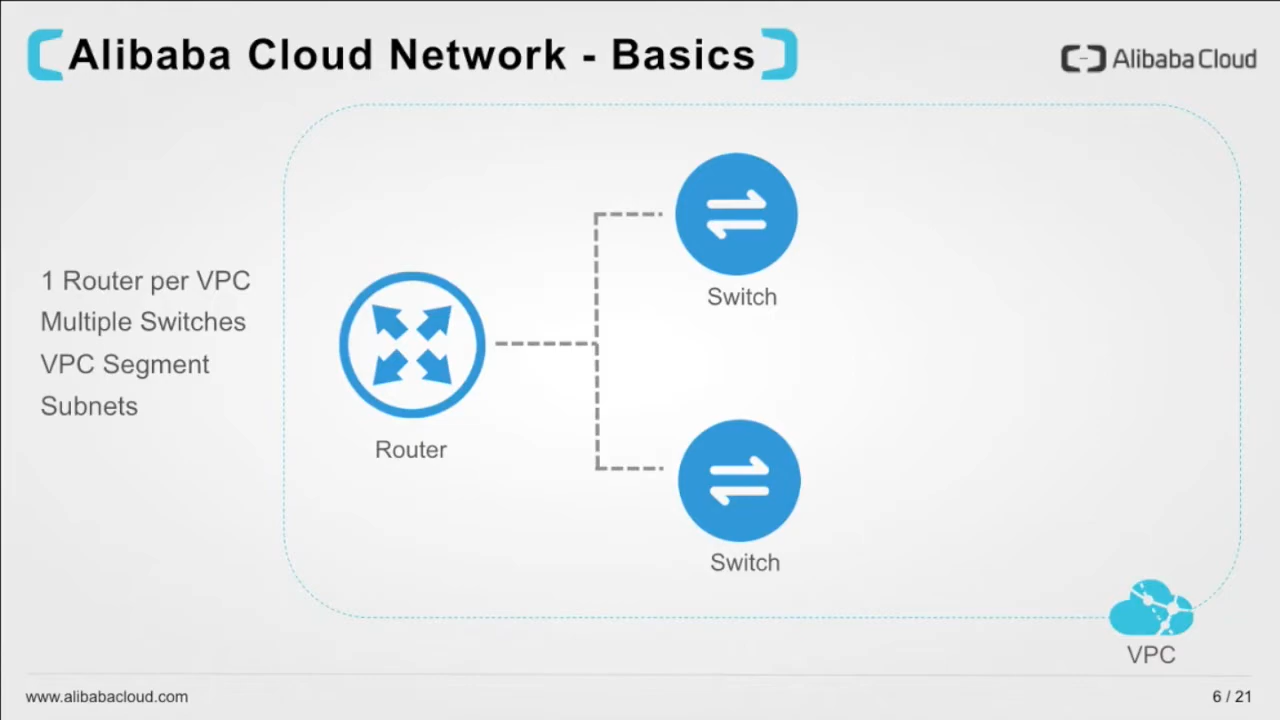 Alibaba Cloud Network - Basics
Alibaba Cloud
1 Router per VPC
Multiple Switches
VPC Segment
Subnets
Router
Switch
Switch
VPC
www.alibabacloud.com
6 / 21